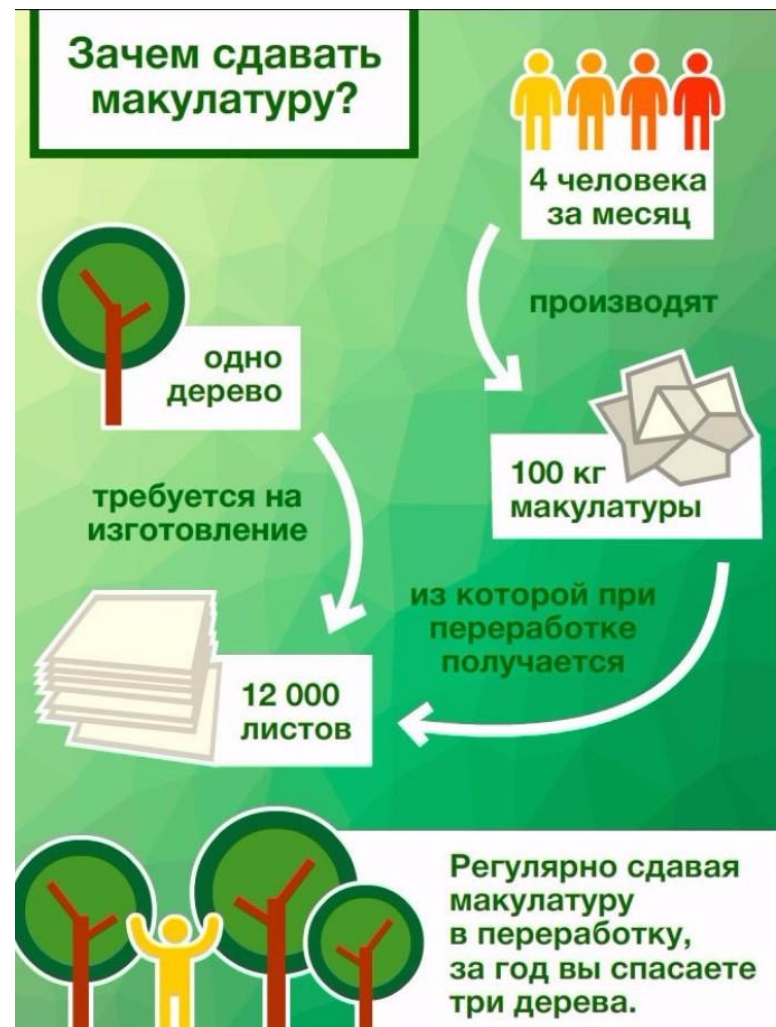 Зачем сдавать
макулатуру?
4 человека
за месяц
производят
100 кг
макулатуры
из которой при
переработке
получается
одно
дерево
требуется на
изготовление
12 000
листов
Регулярно сдавая
макулатуру
в переработку,
за год вы спасаете
три дерева.